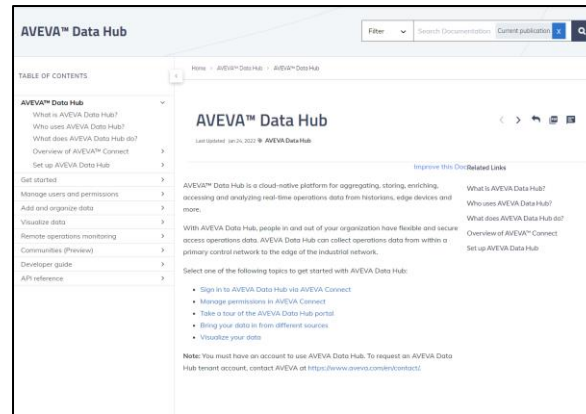 AVEVA™ Data Hub
Filter
Search Documentation
Current publication
X
Home
AVEVA™ Data Hub
AVEVA™ Data Hub
TABLE OF CONTENTS
AVEVA™ Data Hub
What is AVEVA Data Hub?
Who uses AVEVA Data Hub?
What does AVEVA Data Hub do?
Overview of AVEVA™ Connect
Set up AVEVA Data Hub
Get started
Manage users and permissions
Add and organize data
Visualize data
Remote operations monitoring
Communities (Preview)
Developer guide
API reference
AVEVA™ Data Hub
Last Updated Jan 24, 2022 AVEVA Data Hub
Improve this Doc
AVEVA™ Data Hub is a cloud-native platform for aggregating, storing, enriching,
accessing and analyzing real-time operations data from historians, edge devices and
more.
With AVEVA Data Hub, people in and out of your organization have flexible and secure
access operations data. AVEVA Data Hub can collect operations data from within a
primary control network to the edge of the industrial network.
Select one of the following topics to get started with AVEVA Data Hub:
Sign in to AVEVA Data Hub via AVEVA Connect
Manage permissions in AVEVA Connect
Take a tour of the AVEVA Data Hub portal
Bring your data in from different sources
Visualize your data
Note: You must have an account to use AVEVA Data Hub. To request an AVEVA Data
Hub tenant account, contact AVEVA at https://www.aveva.com/en/contact/.
Related Links
What is AVEVA Data Hub?
Who uses AVEVA Data Hub?
What does AVEVA Data Hub do?
Overview of AVEVA™ Connect
Set up AVEVA Data Hub